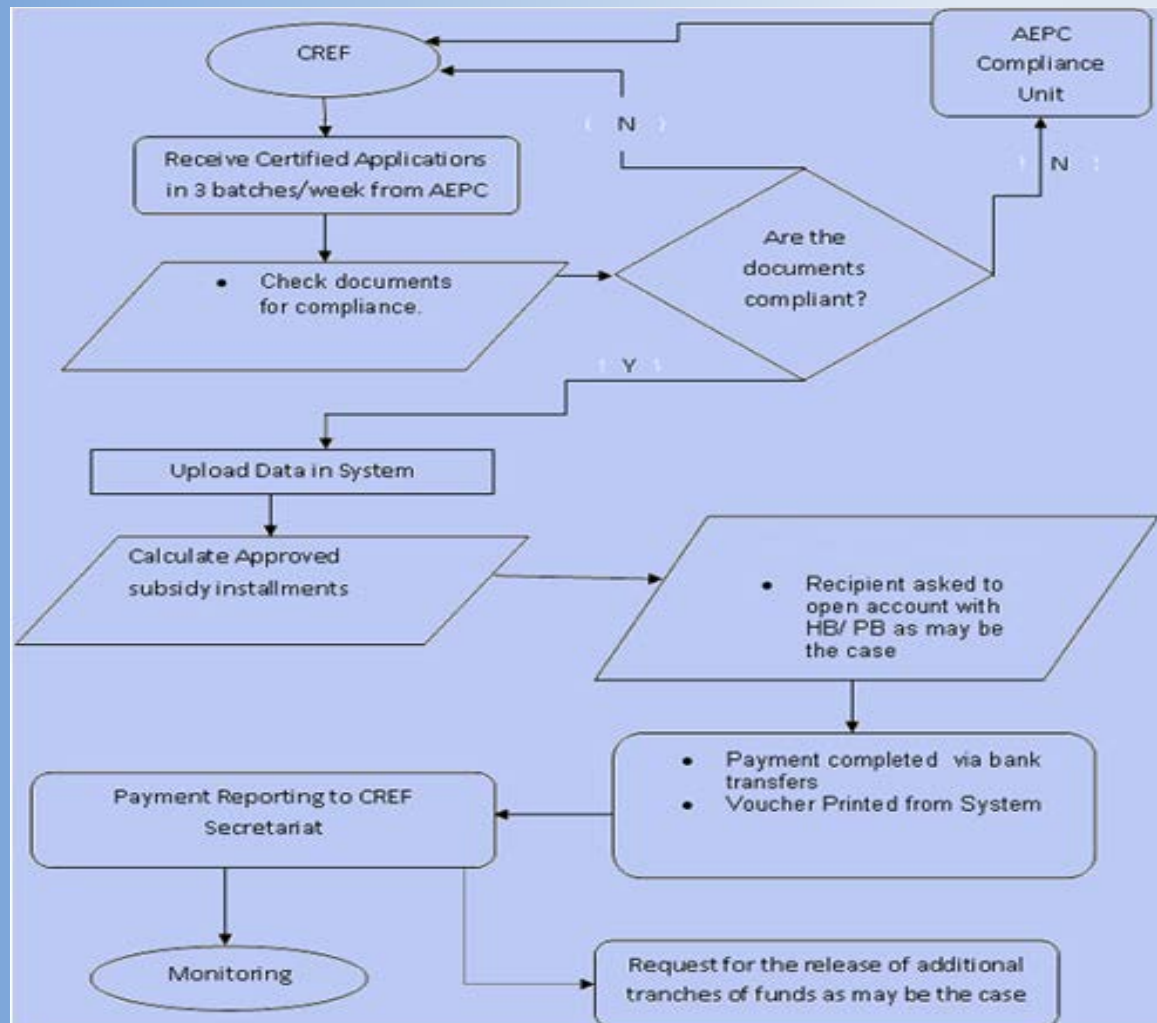 CREF
AEPC
Compliance
Unit
( N )
Receive Certified Applications
in 3 batches/week from AEPC
N
Are the
documents
compliant?
• Check documents
for compliance.
Y
Upload Data in System
Calculate Approved
subsidy installments
• Recipient asked to
open account with
HB/ PB as may be
the case
• Payment completed via bank
transfers
• Voucher Printed from System
Payment Reporting to CREF
Secretariat
Monitoring
Request for the release of additional
tranches of funds as may be the case